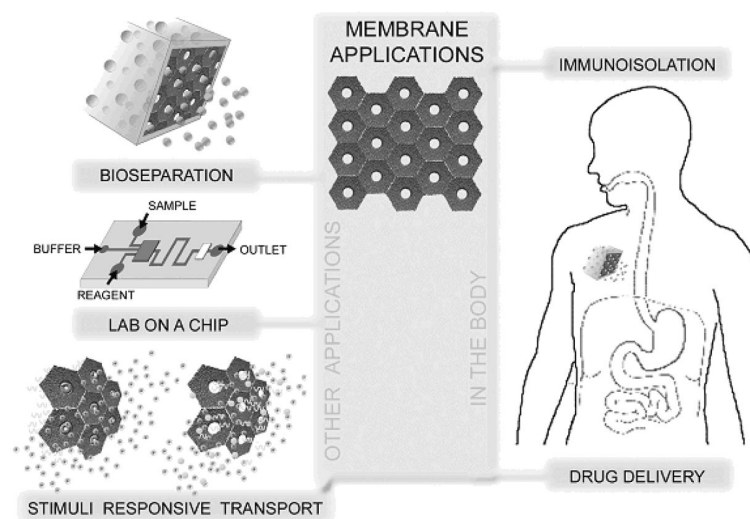 MEMBRANE
APPLICATIONS
IMMUNOISOLATION
BIOSEPARATION
SAMPLE
BUFFER
OUTLET
REAGENT
LAB ON A CHIP
OTHER APPLICATIONS
IN THE BODY
STIMULI RESPONSIVE TRANSPORT
DRUG DELIVERY